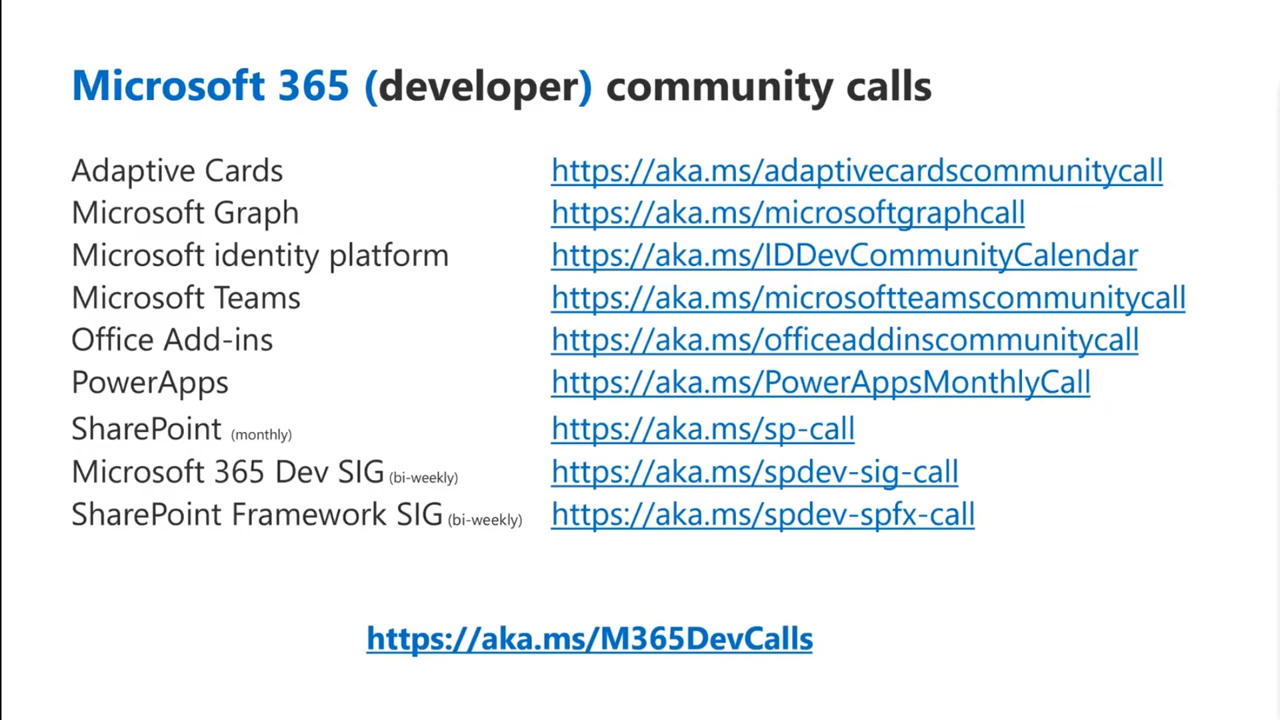 Microsoft 365 (developer) community calls
Adaptive Cards https://aka.ms/adaptivecardscommunitycall
Microsoft Graph https://aka.ms/microsoftgraphcall
Microsoft identity platform https://aka.ms/IDDevCommunityCalendar
Microsoft Teams https://aka.ms/microsoftteamscommunitycall
Office Add-ins https://aka.ms/officeaddinscommunitycall
PowerApps https://aka.ms/PowerAppsMonthlyCall
SharePoint (monthly) https://aka.ms/sp-call
Microsoft 365 Dev SIG (bi-weekly) https://aka.ms/spdev-sig-call
SharePoint Framework SIG (bi-weekly) https://aka.ms/spdev-spfx-call
https://aka.ms/M365DevCalls